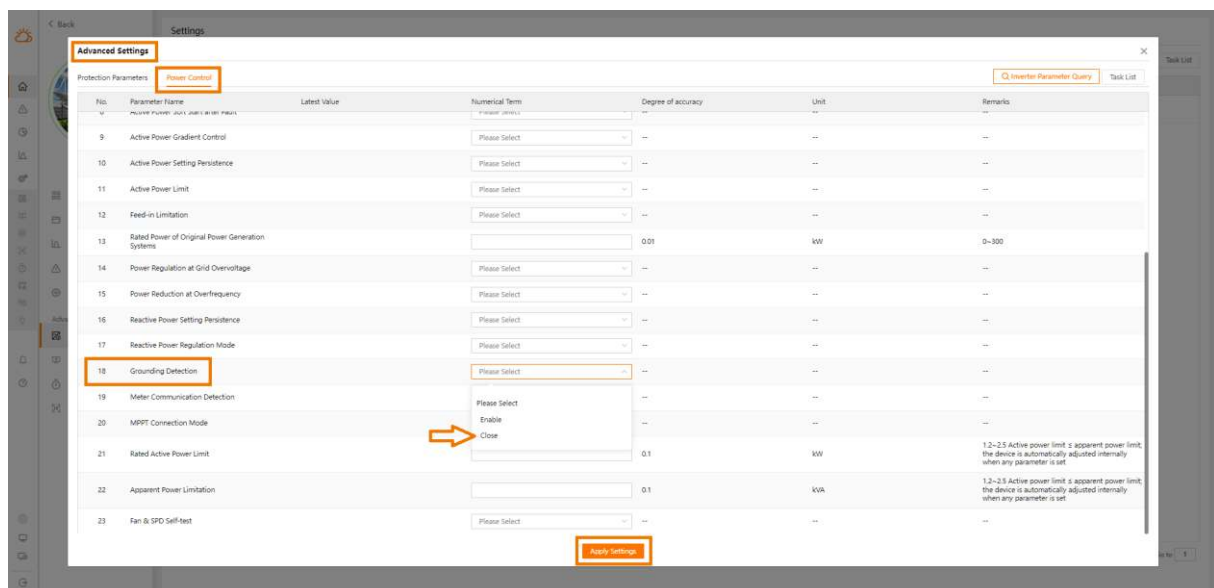 < Back
Settings
Advanced Settings
Task List
Protection Parameters Power Control
Inverter Parameter Query Task List
No. Parameter Name Latest Value Numerical Term Degree of accuracy Unit Remarks
Active Power Soft Start after Fault Please Select -- -- --
9 Active Power Gradient Control Please Select -- -- --
10 Active Power Setting Persistence Please Select -- -- --
11 Active Power Limit Please Select -- -- --
12 Feed-in Limitation Please Select -- -- --
13 Rated Power of Original Power Generation
Systems 0.01 kW 0~300
14 Power Regulation at Grid Overvoltage Please Select -- -- --
15 Power Reduction at Overfrequency Please Select -- -- --
16 Reactive Power Setting Persistence Please Select -- -- --
17 Reactive Power Regulation Mode Please Select -- -- --
18 Grounding Detection Please Select -- -- --
19 Meter Communication Detection -- -- --
Please Select
20 MPPT Connection Mode Enable -- -- --
Close
21 Rated Active Power Limit 0.1 kW 1.2~2.5 Active power limit ≤ apparent power limit;
the device is automatically adjusted internally
when any parameter is set
22 Apparent Power Limitation 0.1 kVA 1.2~2.5 Active power limit ≤ apparent power limit;
the device is automatically adjusted internally
when any parameter is set
23 Fan & SPD Self-test Please Select -- -- --
Apply Settings
1